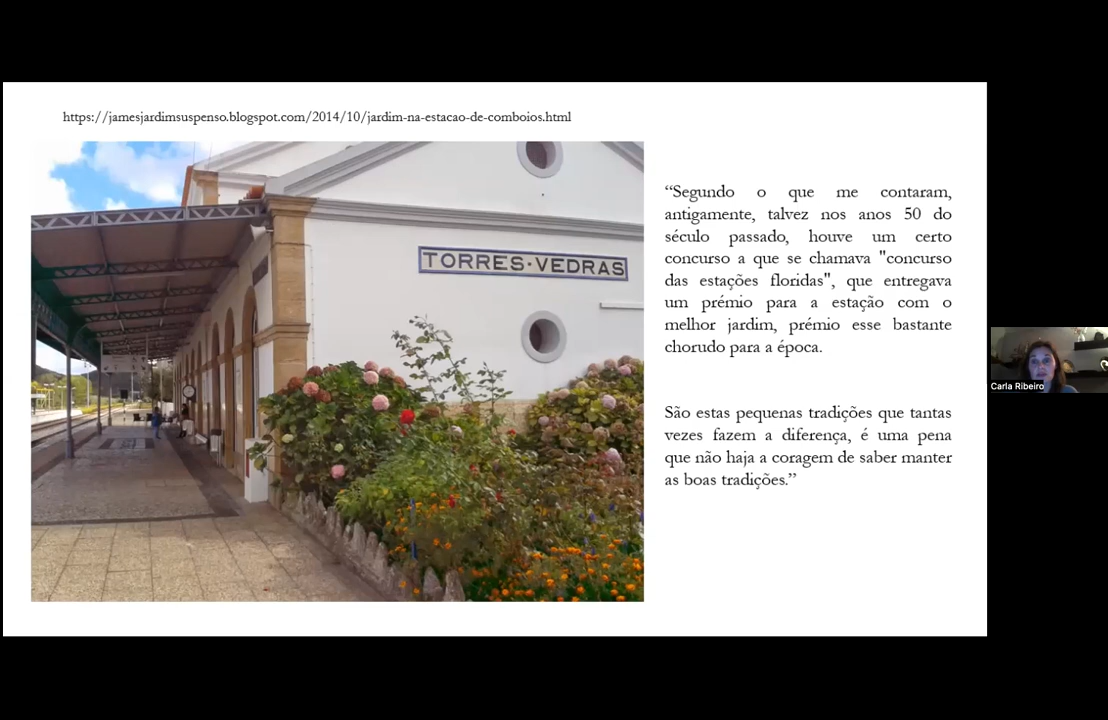 https://jamesjardimsuspenso.blogspot.com/2014/10/jardim-na-estacao-de-comboios.html
TORRES·VEDRAS
“Segundo o que me contaram,
antigamente, talvez nos anos 50 do
século passado, houve um certo
concurso a que se chamava "concurso
das estações floridas", que entregava
um prémio para a estação com o
melhor jardim, prémio esse bastante
chorudo para a época.
São estas pequenas tradições que tantas
vezes fazem a diferença, é uma pena
que não haja a coragem de saber manter
as boas tradições.”
Carla Ribeiro